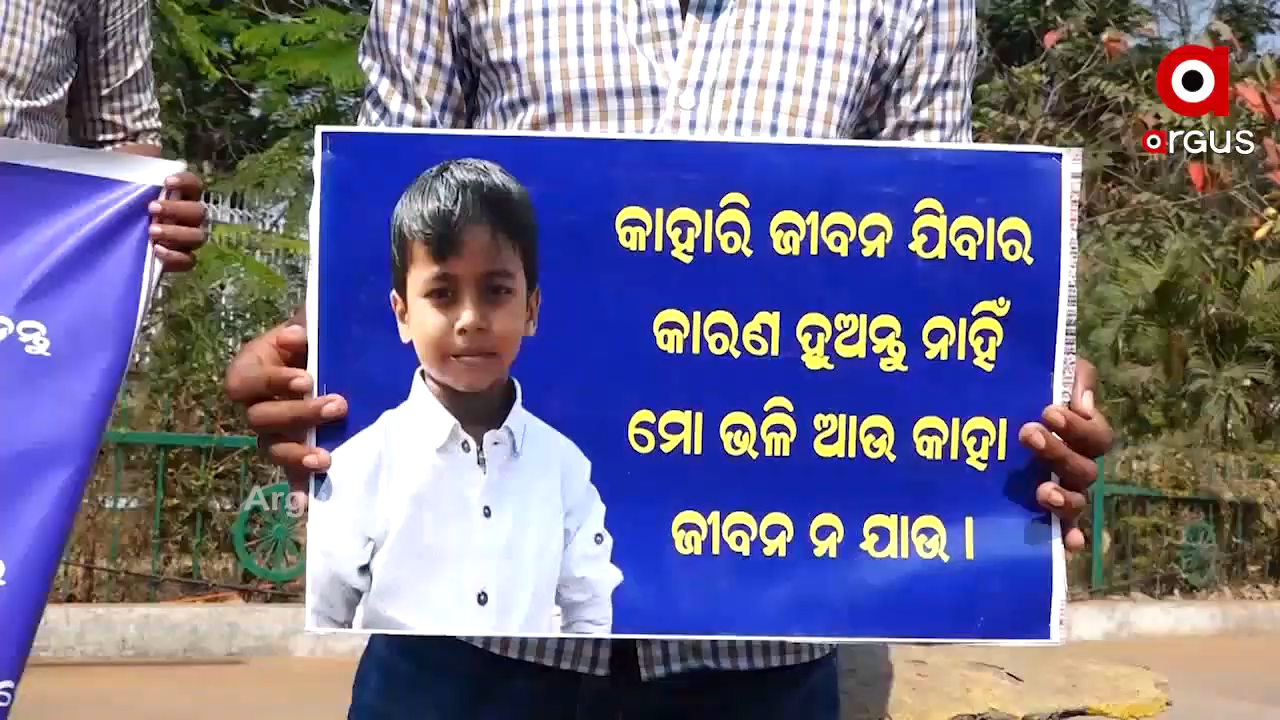 argus
କାହାରି ଜୀବନ ଯିବାର
କାରଣ ହୁଅନ୍ତୁ ନାହିଁ
ମୋ ଭଳି ଆଉ କାହା
ଜୀବନ ନ ଯାଉ ।